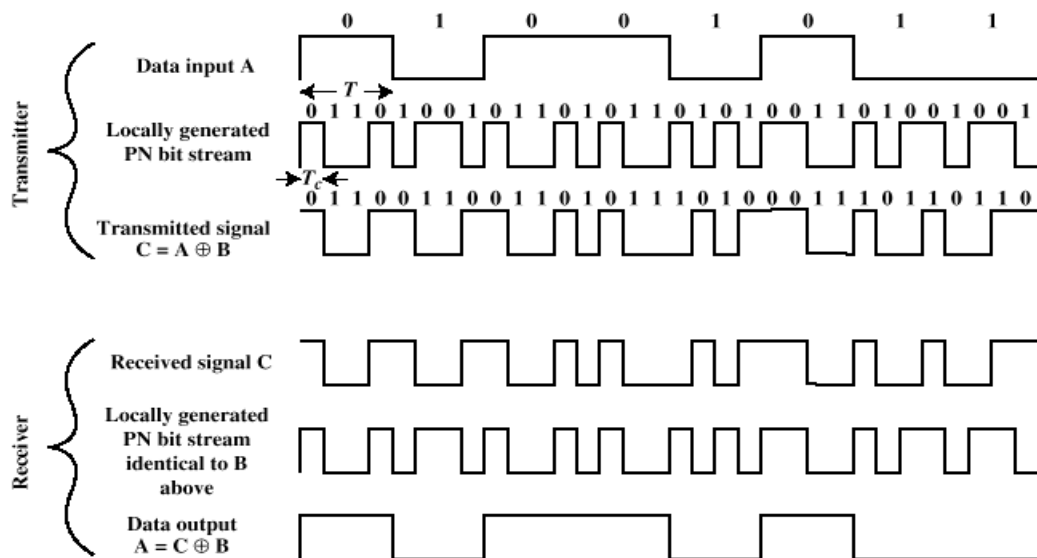 0 1 0 0 1 0 1 1
Data input A
T
0 1 1 0 1 0 0 1 0 1 1 0 1 0 1 1 0 1 0 1 0 0 1 1 0 1 0 0 1 0 0 1
Locally generated
PN bit stream
Transmitter
Tc
0 1 1 0 0 1 1 0 0 1 1 0 1 0 1 1 1 0 1 0 0 0 1 1 1 0 1 1 0 1 1 0
Transmitted signal
C = A ⊕ B
Received signal C
Locally generated
PN bit stream
identical to B
above
Receiver
Data output
A = C ⊕ B